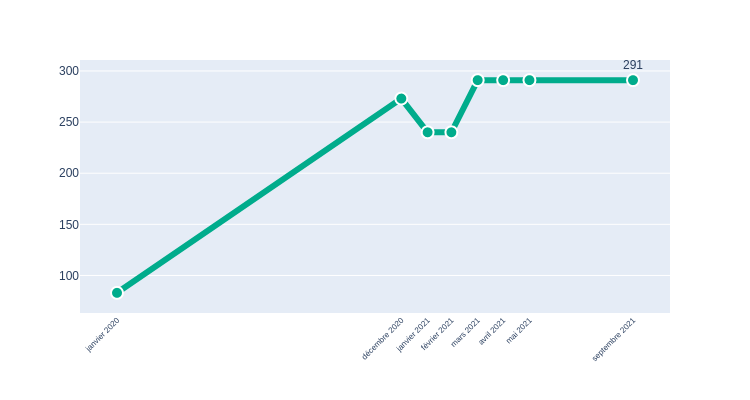 291
300
250
200
150
100
janvier 2020
décembre 2020
janvier 2021
février 2021
mars 2021
avril 2021
mai 2021
septembre 2021